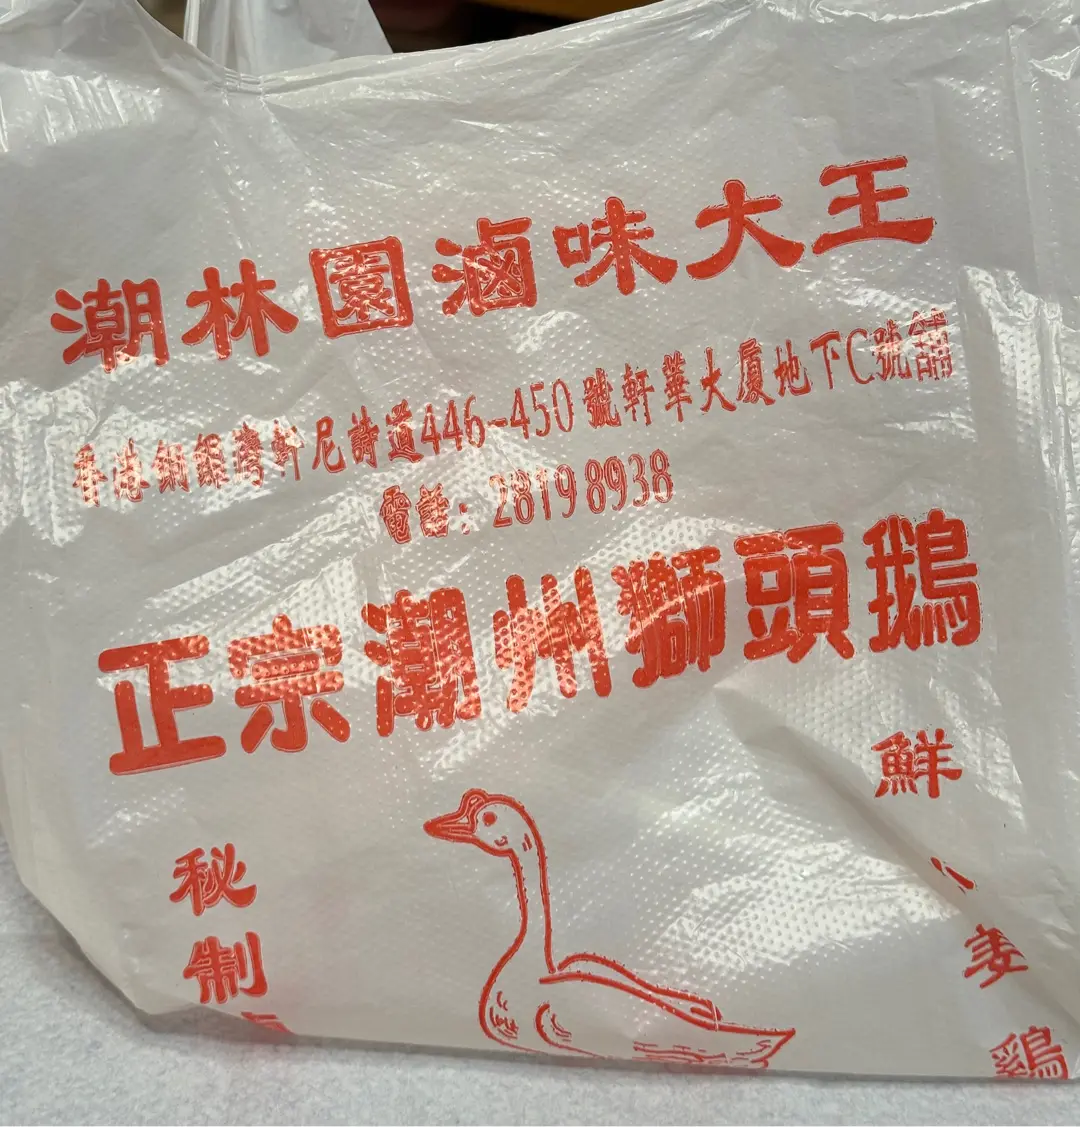 潮林園滷味大王
香港銅鑼灣軒尼詩道446-450號軒華大廈地下C號舖
電話：2819 8938
正宗潮州獅頭鵝
秘制
鮮
姜鷄